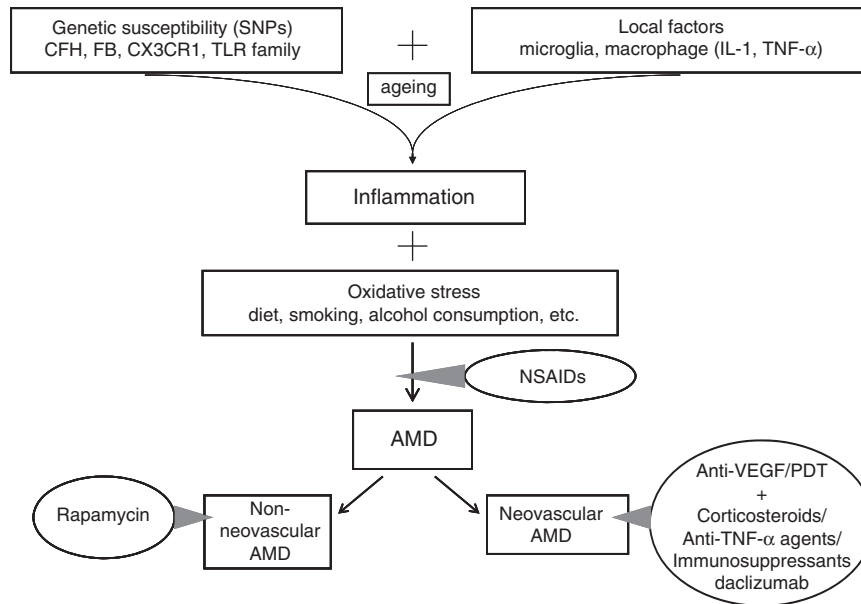 Genetic susceptibility (SNPs)
CFH, FB, CX3CR1, TLR family
+
Local factors
microglia, macrophage (IL-1, TNF-α)
ageing
Inflammation
+
Oxidative stress
diet, smoking, alcohol consumption, etc.
NSAIDs
AMD
Rapamycin
Non-
neovascular
AMD
Neovascular
AMD
Anti-VEGF/PDT
+
Corticosteroids/
Anti-TNF-α agents/
Immunosuppressants
daclizumab